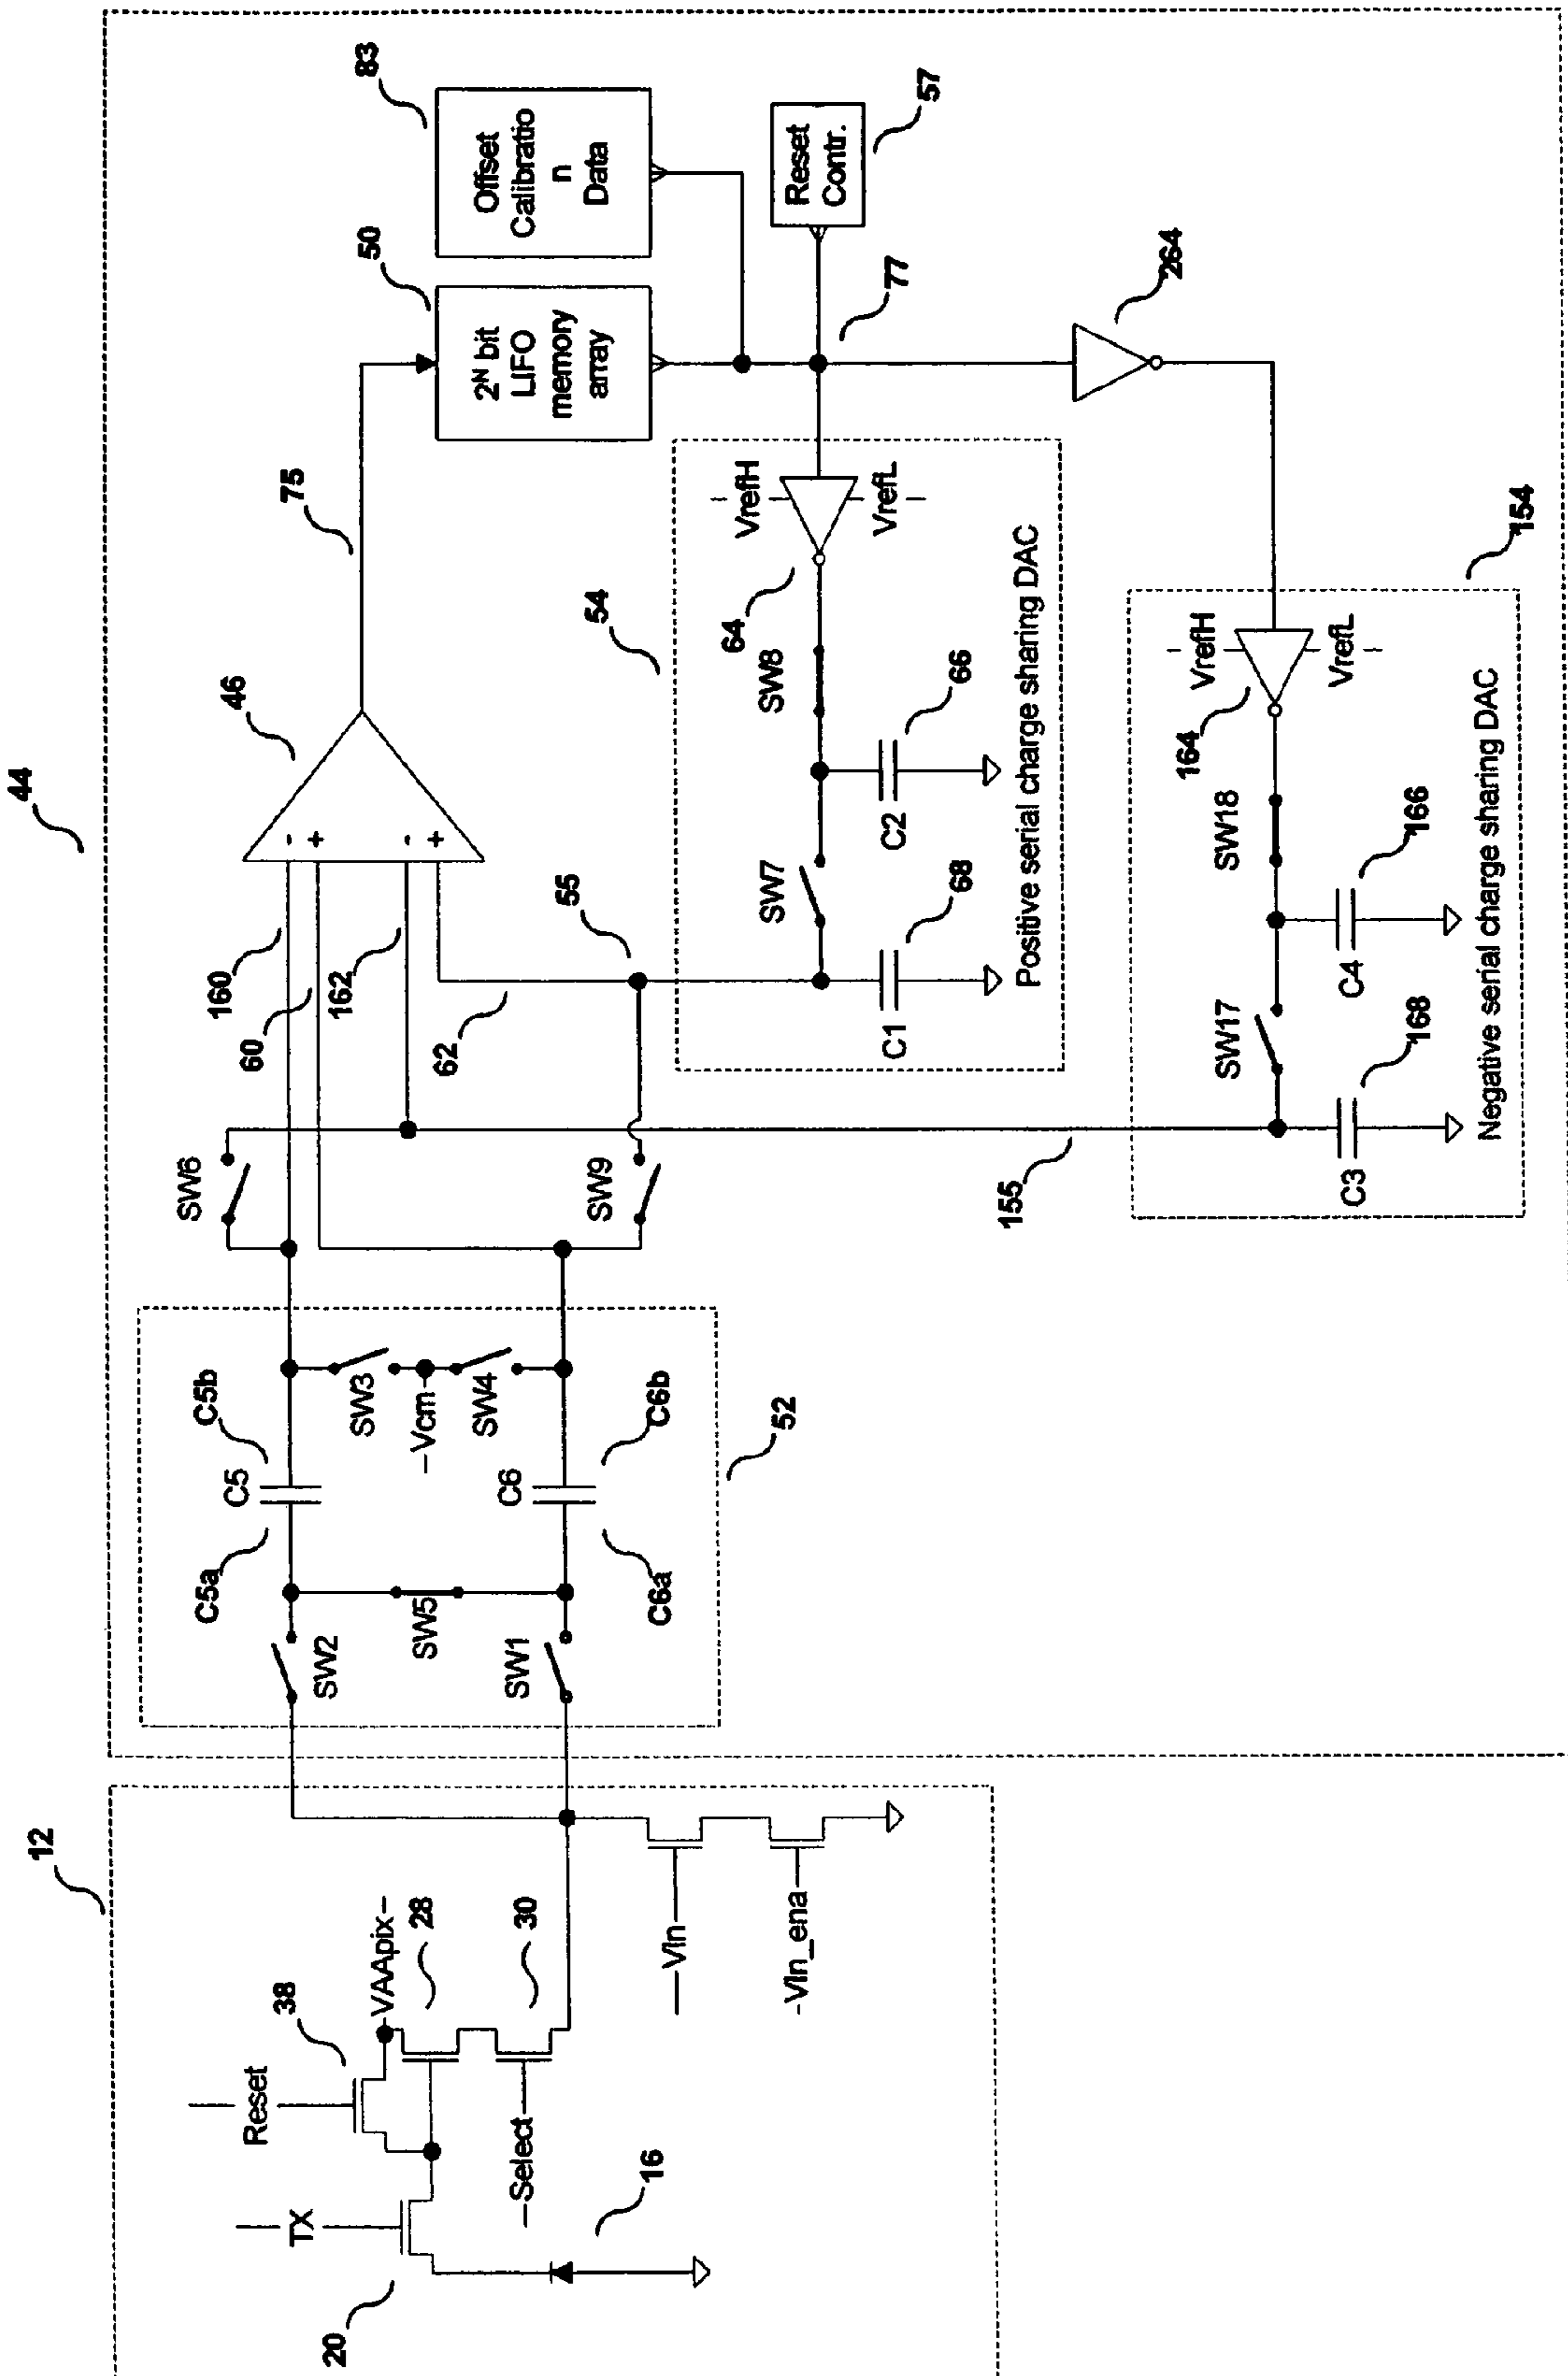 44
12
83
Offset
Calibratio
n
Data
50
2N bit
LIFO
memory
array
Reset
Contr.
57
77
264
75
46
-
+
-
+
160
60
162
62
55
54
VrefH
VrefL
64
SW8
66
C2
SW7
68
C1
Positive serial charge sharing DAC
154
VrefH
VrefL
164
SW18
166
C4
SW17
168
C3
Negative serial charge sharing DAC
155
SW6
SW9
C5b
C5
C5a
SW3
-Vcm-
SW4
C6b
C6
C6a
52
SW2
SW5
SW1
38
Reset
-VAApix-
28
30
-Select-
TX
16
20
-Vln-
-Vln_ena-